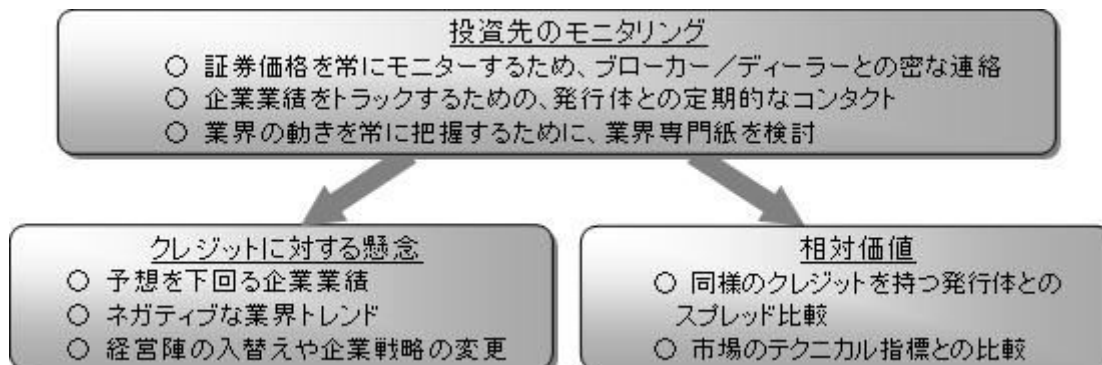 投資先のモニタリング
○ 証券価格を常にモニターするため、ブローカー／ディーラーとの密な連絡
○ 企業業績をトラックするための、発行体との定期的なコンタクト
○ 業界の動きを常に把握するために、業界専門紙を検討
クレジットに対する懸念
○ 予想を下回る企業業績
○ ネガティブな業界トレンド
○ 経営陣の入替えや企業戦略の変更
相対価値
○ 同様のクレジットを持つ発行体との
スプレッド比較
○ 市場のテクニカル指標との比較